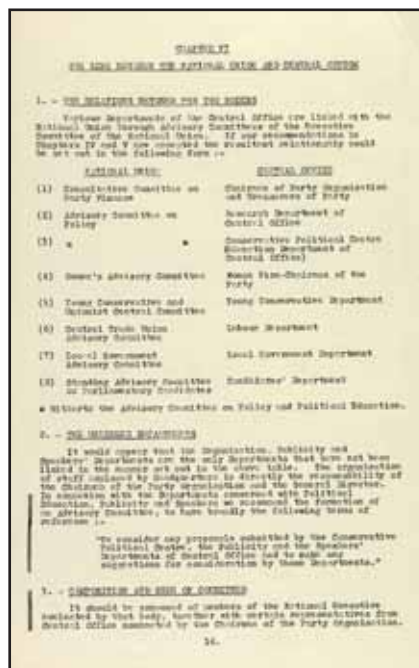 CHAPTER VI
THE LINK BETWEEN THE NATIONAL UNION AND CENTRAL OFFICE
1. - THE RELATIONS BETWEEN THE TWO BODIES
Various Departments of the Central Office are linked with the
National Union through Advisory Committees of the Executive
Committee of the National Union. If our recommendations in
Chapters IV and V are accepted the resultant relationship would
be set out in the following form :-
NATIONAL UNION CENTRAL OFFICE
(1) Consultative Committee on Party Finance Chairman of Party Organisation and Treasurers of Party
(2) Advisory Committee on Policy Research Department of Central Office
(3) " " Conservative Political Centre (Education Department of Central Office)
(4) Women's Advisory Committee Woman Vice-Chairman of the Party
(5) Young Conservative and Unionist Central Committee Young Conservative Department
(6) Central Trade Union Advisory Committee Labour Department
(7) Local Government Advisory Committee Local Government Department
(8) Standing Advisory Committee on Parliamentary Candidates Candidates' Department
* Hitherto the Advisory Committee on Policy and Political Education.
2. - THE
It would appear that the Organisation, Publicity and
Speakers' Departments are the only Departments that have not been
linked in the manner set out in the above table. The organisation
of staff employed by Headquarters is directly the responsibility of
the Chairman of the Party Organisation and the General Director.
In connection with the Departments concerned with Political
Education, Publicity and Speakers we recommend the formation of
an Advisory Committee, to have broadly the following terms of
reference :-
"To consider any proposals submitted by the Conservative
Political Centre, the Publicity and the Speakers'
Departments of Central Office and to make any
suggestions for consideration by these Departments."
3. - COMPOSITION AND OF COMMITTEE
It should be composed of members of the National Executive
nominated by that body, together with certain representatives from
Central Office nominated by the Chairman of the Party Organisation.